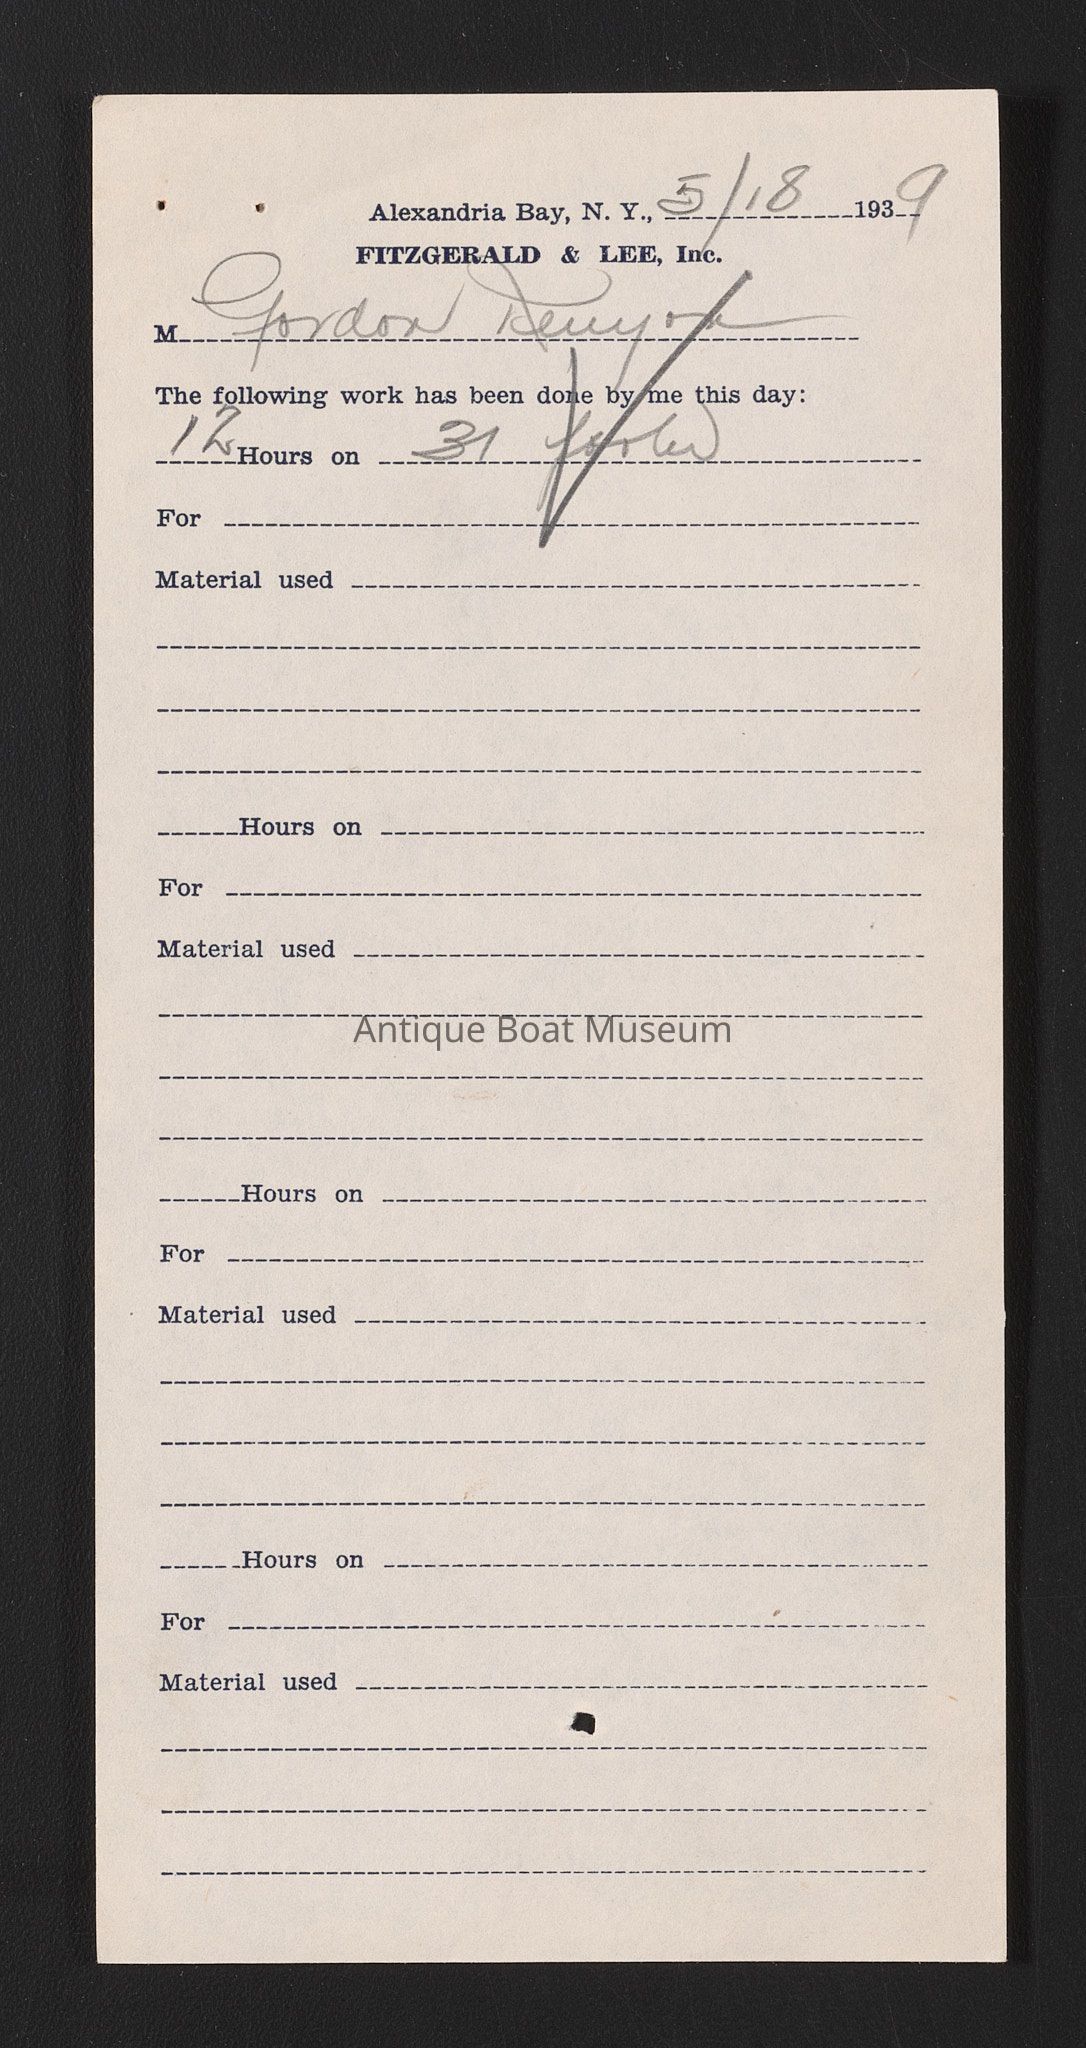 Alexandria Bay, N. Y., 5/18 1939
FITZGERALD & LEE, Inc.
M Gordon Kenyon
The following work has been done by me this day:
12 Hours on 31 footer
For
Material used
Hours on
For
Material used
Antique Boat Museum
Hours on
For
Material used
Hours on
For
Material used